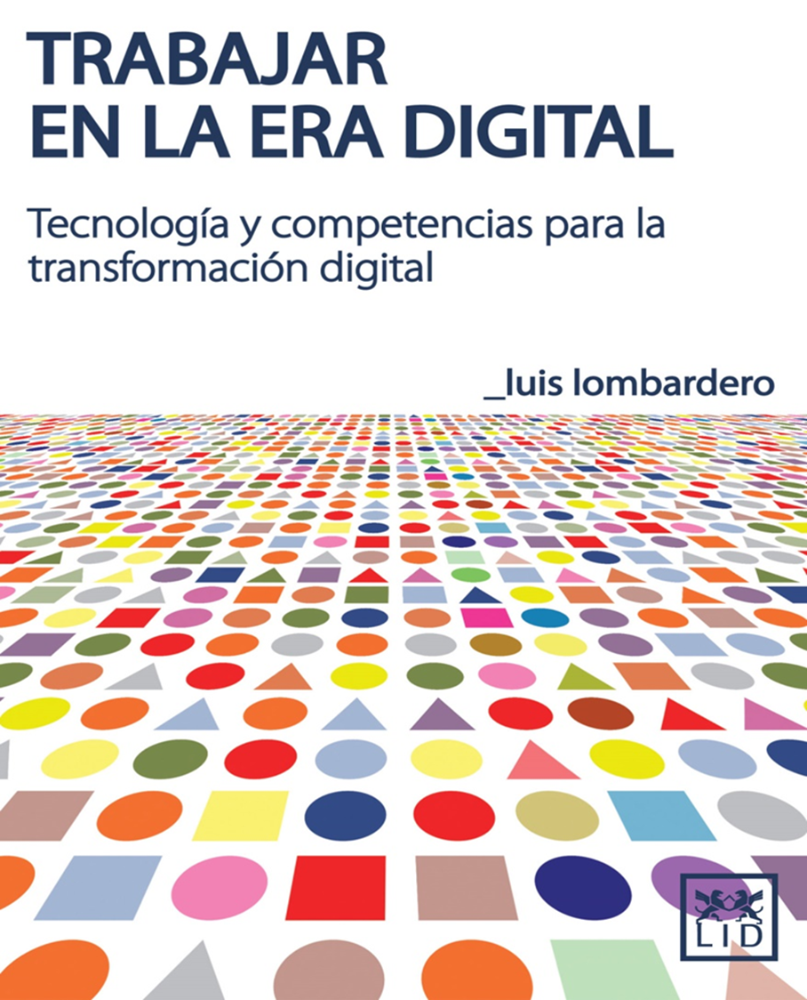 TRABAJAR
EN LA ERA DIGITAL
Tecnología y competencias para la
transformación digital
_luis lombardero
LID